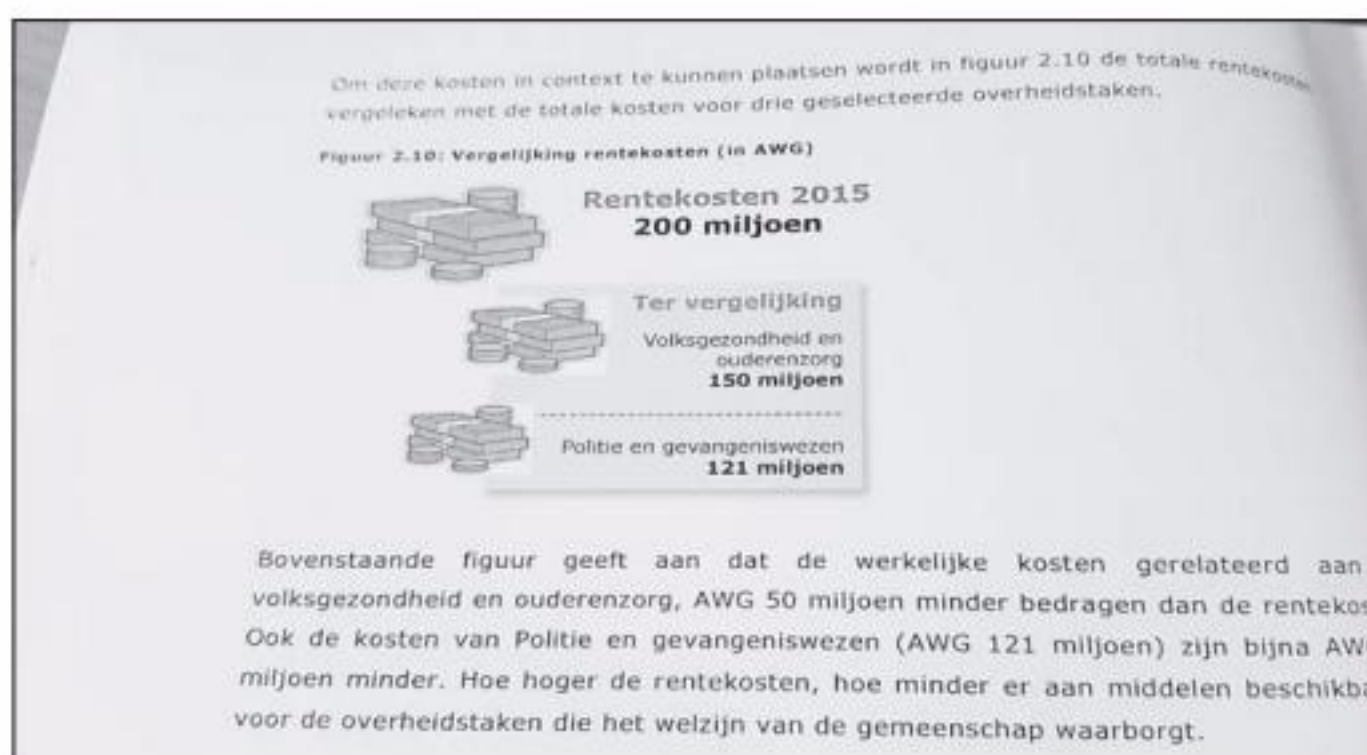 Om deze kosten in context te kunnen plaatsen wordt in figuur 2.10 de totale rentekosten
vergeleken met de totale kosten voor drie geselecteerde overheidstaken.
Figuur 2.10: Vergelijking rentekosten (in AWG)
Rentekosten 2015
200 miljoen
Ter vergelijking
Volksgezondheid en
ouderenzorg
150 miljoen
Politie en gevangeniswezen
121 miljoen
Bovenstaande figuur geeft aan dat de werkelijke kosten gerelateerd aan
volksgezondheid en ouderenzorg, AWG 50 miljoen minder bedragen dan de
Ook de kosten van Politie en gevangeniswezen (AWG 121 miljoen) zijn bijna
miljoen minder. Hoe hoger de rentekosten, hoe minder er aan middelen
voor de overheidstaken die het welzijn van de gemeenschap waarborgt.